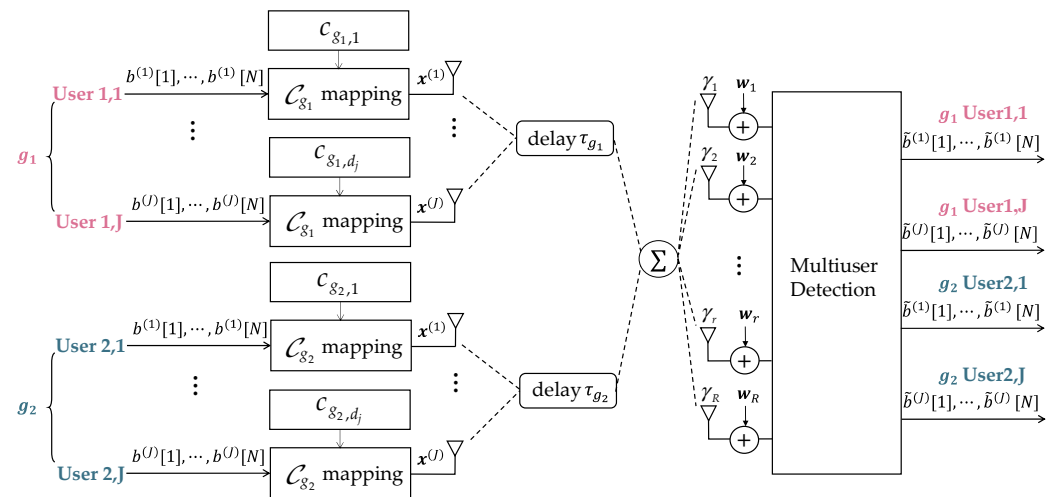 c_{g_1,1}
b^{(1)}[1],⋯,b^{(1)}[N]
User 1,1
𝒞_{g_1} mapping
x^{(1)}
⋮
⋮
g_1
c_{g_1,d_j}
delay τ_{g_1}
b^{(J)}[1],⋯,b^{(J)}[N]
User 1,J
𝒞_{g_1} mapping
x^{(J)}
c_{g_2,1}
b^{(1)}[1],⋯,b^{(1)}[N]
User 2,1
𝒞_{g_2} mapping
x^{(1)}
⋮
⋮
g_2
c_{g_2,d_j}
delay τ_{g_2}
b^{(J)}[1],⋯,b^{(J)}[N]
User 2,J
𝒞_{g_2} mapping
x^{(J)}
Σ
γ_1
w_1
+
γ_2
w_2
+
⋮
γ_r
w_r
+
γ_R
w_R
+
Multiuser
Detection
g_1 User1,1
b̃^{(1)}[1],⋯,b̃^{(1)}[N]
g_1 User1,J
b̃^{(J)}[1],⋯,b̃^{(J)}[N]
g_2 User2,1
b̃^{(1)}[1],⋯,b̃^{(1)}[N]
g_2 User2,J
b̃^{(J)}[1],⋯,b̃^{(J)}[N]